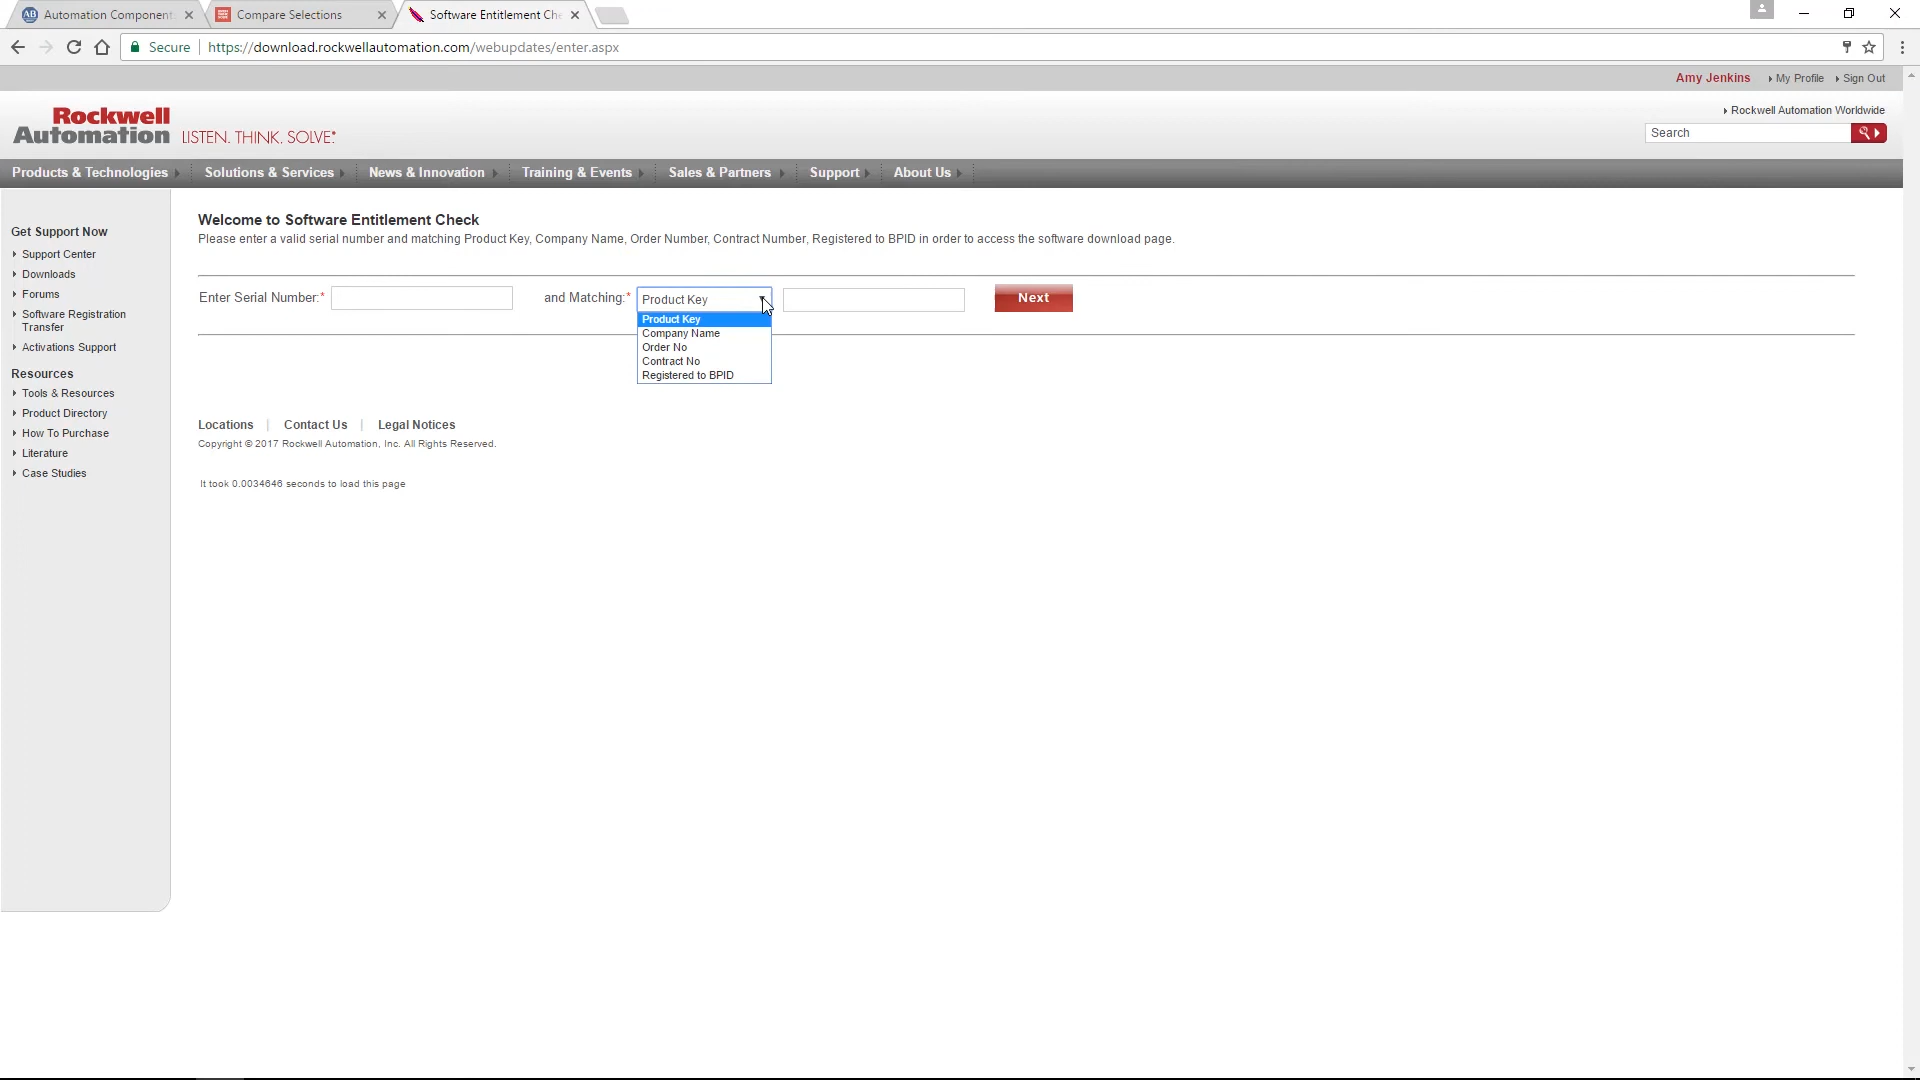 Automation Component
Compare Selections
Software Entitlement Che
Secure
https://download.rockwellautomation.com/webupdates/enter.aspx
Amy Jenkins
My Profile
Sign Out
Rockwell Automation
LISTEN. THINK. SOLVE.®
Rockwell Automation Worldwide
Search
Products & Technologies
Solutions & Services
News & Innovation
Training & Events
Sales & Partners
Support
About Us
Get Support Now
Support Center
Downloads
Forums
Software Registration
Transfer
Activations Support
Resources
Tools & Resources
Product Directory
How To Purchase
Literature
Case Studies
Welcome to Software Entitlement Check
Please enter a valid serial number and matching Product Key, Company Name, Order Number, Contract Number, Registered to BPID in order to access the software download page.
Enter Serial Number:*
and Matching:*
Product Key
Next
Product Key
Company Name
Order No
Contract No
Registered to BPID
Locations | Contact Us | Legal Notices
Copyright © 2017 Rockwell Automation, Inc. All Rights Reserved.
It took 0.0034646 seconds to load this page